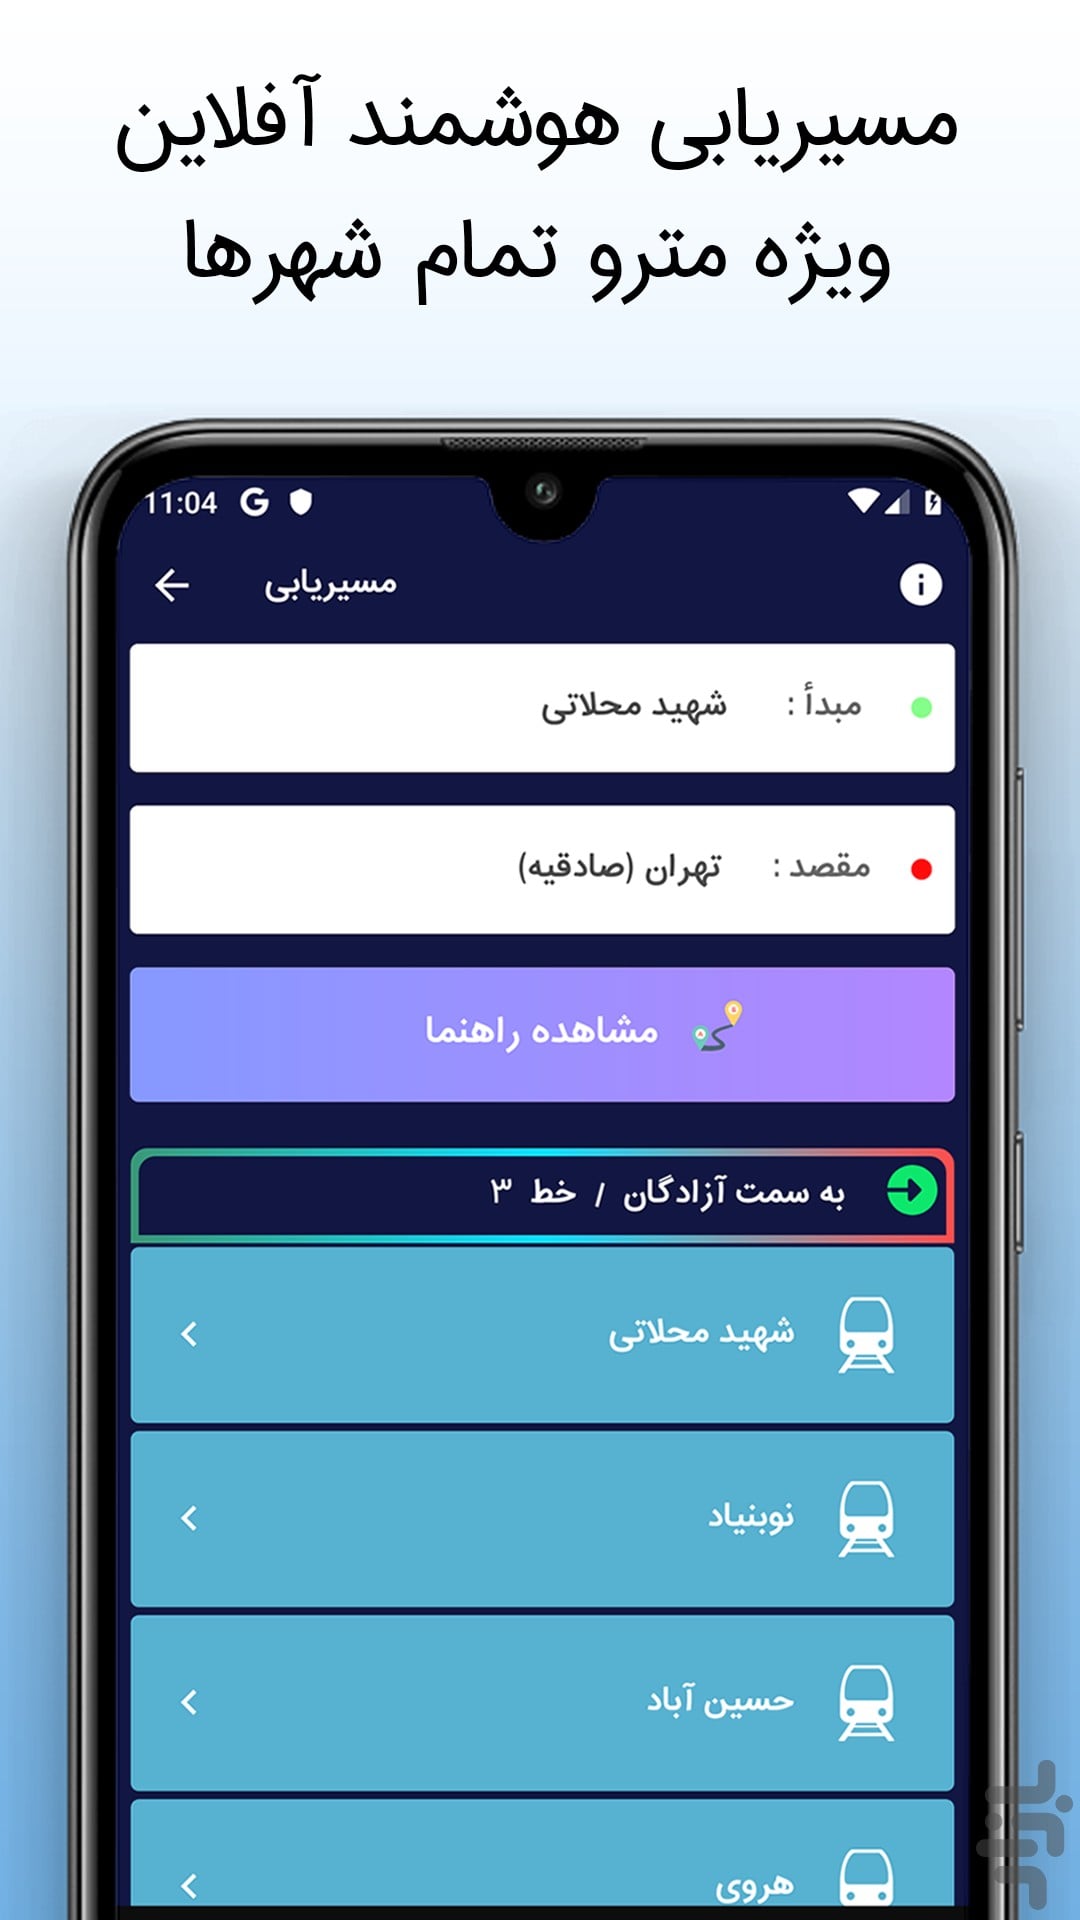 مسیریابی هوشمند آفلاین
ویژه مترو تمام شهرها
11:04
مسیریابی
مبدأ : شهید محلاتی
مقصد : تهران (صادقیه)
مشاهده راهنما
به سمت آزادگان / خط ۳
شهید محلاتی
نوبنیاد
حسین آباد
هروی
بازار